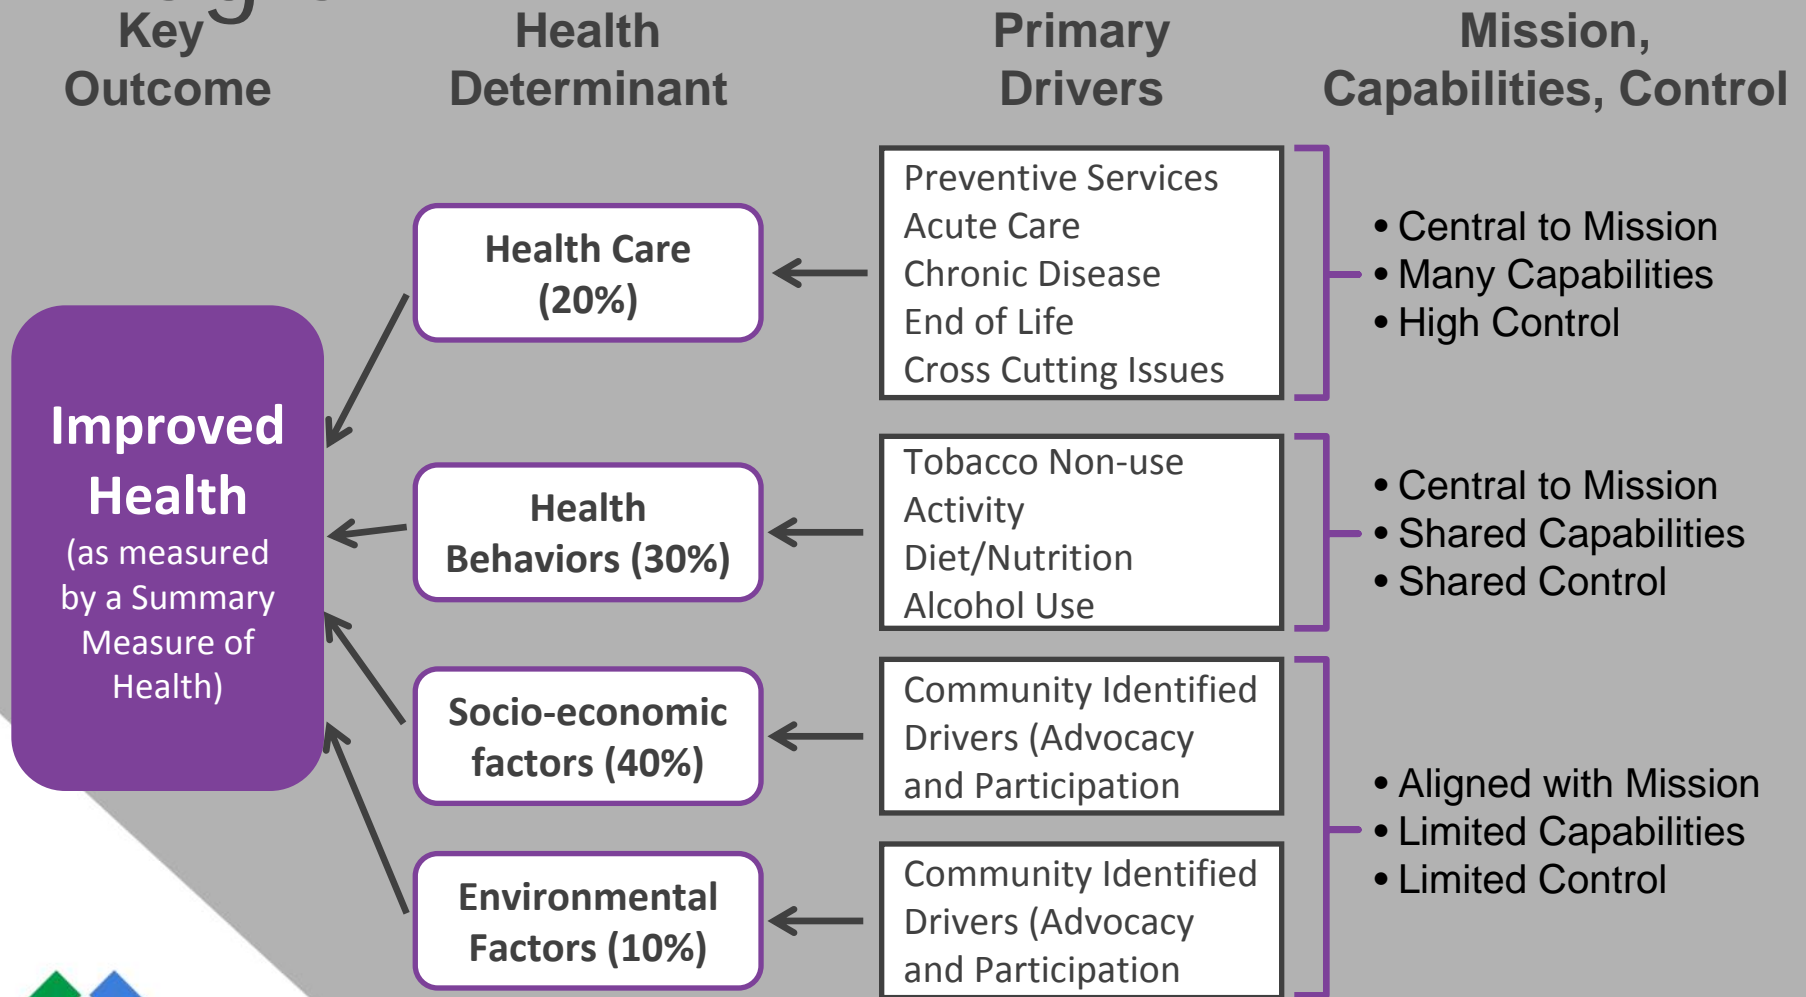 Key
Outcome
Health
Determinant
Primary
Drivers
Mission,
Capabilities, Control
Improved
Health
(as measured
by a Summary
Measure of
Health)
Health Care
(20%)
Preventive Services
Acute Care
Chronic Disease
End of Life
Cross Cutting Issues
• Central to Mission
• Many Capabilities
• High Control
Health
Behaviors (30%)
Tobacco Non-use
Activity
Diet/Nutrition
Alcohol Use
• Central to Mission
• Shared Capabilities
• Shared Control
Socio-economic
factors (40%)
Community Identified
Drivers (Advocacy
and Participation
Environmental
Factors (10%)
Community Identified
Drivers (Advocacy
and Participation
• Aligned with Mission
• Limited Capabilities
• Limited Control